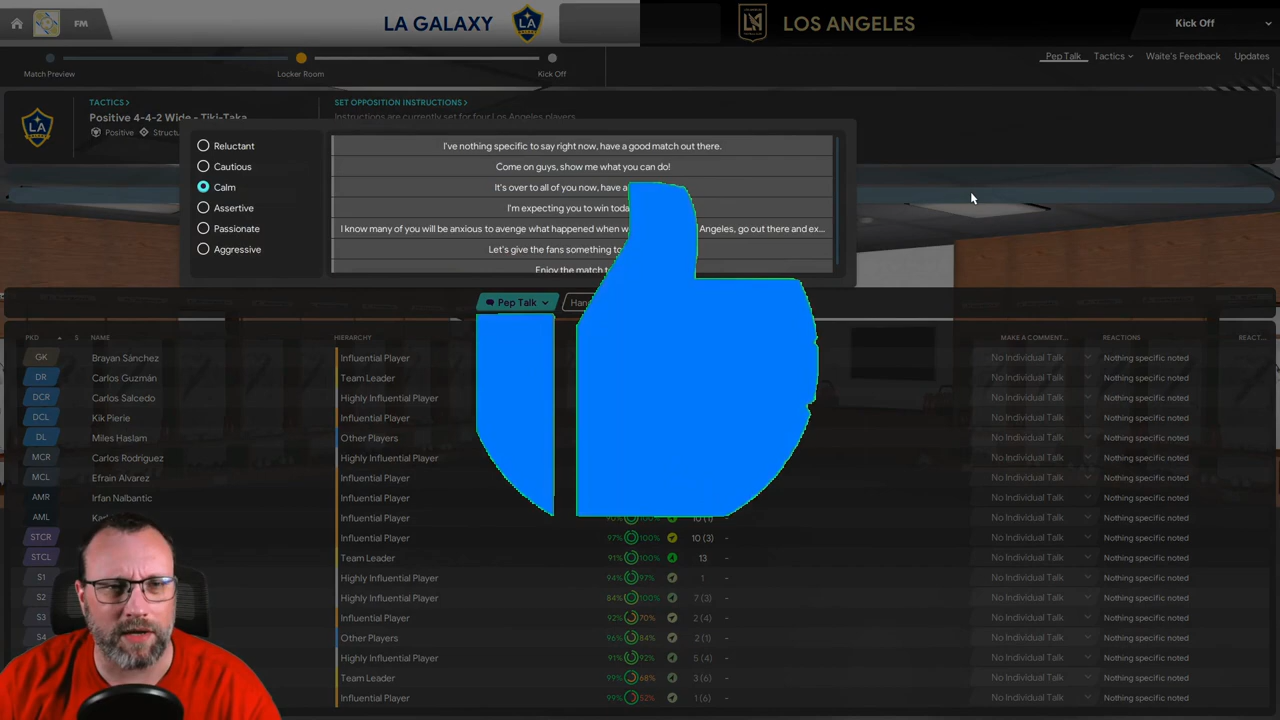 FM
LA GALAXY
LA
LOS ANGELES
Kick Off
Match Preview
Locker Room
Kick Off
Pep Talk
Tactics
Waite's Feedback
Updates
LA
TACTICS >
SET OPPOSITION INSTRUCTIONS >
Positive 4-4-2 Wide - Tiki-Taka
Instructions are currently set for four Los Angeles players
Positive
Reluctant
I've nothing specific to say right now, have a good match out there.
Cautious
Come on guys, show me what you can do!
Calm
It's over to all of you now, have a
Assertive
I'm expecting you to win
Passionate
I know many of you will be anxious to avenge what happened when Angeles, go out there and ex...
Aggressive
Let's give the fans something
Enjoy the match
Pep Talk
PKD S NAME HIERARCHY MAKE A COMMENT... REACTIONS REACT...
GK Brayan Sánchez Influential Player No Individual Talk Nothing specific noted
DR Carlos Guzmán Team Leader No Individual Talk Nothing specific noted
DCR Carlos Salcedo Highly Influential Player No Individual Talk Nothing specific noted
DCL Kik Pierie Influential Player No Individual Talk Nothing specific noted
DL Miles Haslam Other Players No Individual Talk Nothing specific noted
MCR Carlos Rodriguez Highly Influential Player No Individual Talk Nothing specific noted
MCL Efrain Alvarez Influential Player No Individual Talk Nothing specific noted
AMR Irfan Nalbantic Influential Player No Individual Talk Nothing specific noted
AML Influential Player 90% 100% 10 (1) No Individual Talk Nothing specific noted
STCR Influential Player 97% 100% 10 (3) - No Individual Talk Nothing specific noted
STCL Team Leader 91% 100% 13 - No Individual Talk Nothing specific noted
S1 Highly Influential Player 94% 97% 1 - No Individual Talk Nothing specific noted
S2 Highly Influential Player 84% 100% 7 (3) - No Individual Talk Nothing specific noted
S3 Influential Player 92% 70% 2 (4) - No Individual Talk Nothing specific noted
S4 Other Players 96% 84% 2 (1) - No Individual Talk Nothing specific noted
Highly Influential Player 91% 92% 5 (4) - No Individual Talk Nothing specific noted
Team Leader 99% 68% 3 (6) - No Individual Talk Nothing specific noted
Influential Player 99% 52% 1 (6) - No Individual Talk Nothing specific noted